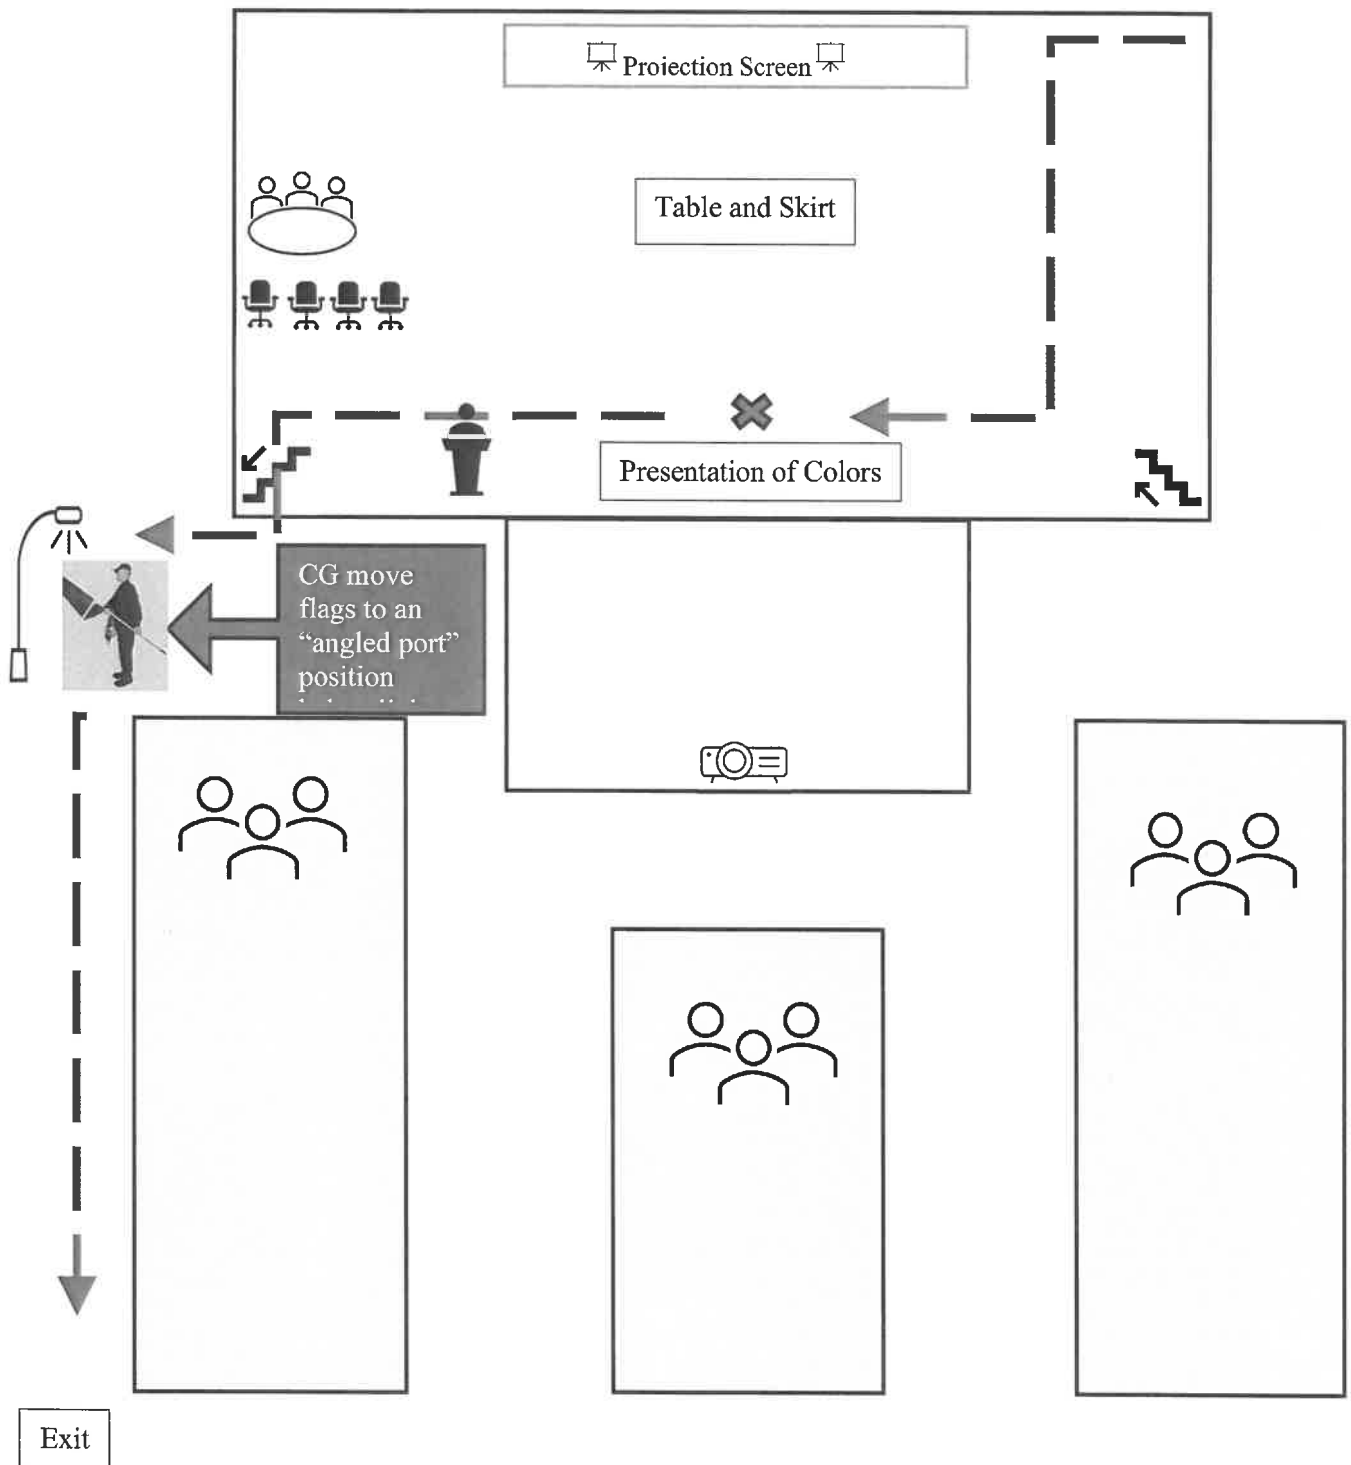 Projection Screen
Table and Skirt
Presentation of Colors
CG move
flags to an
“angled port”
position
Exit